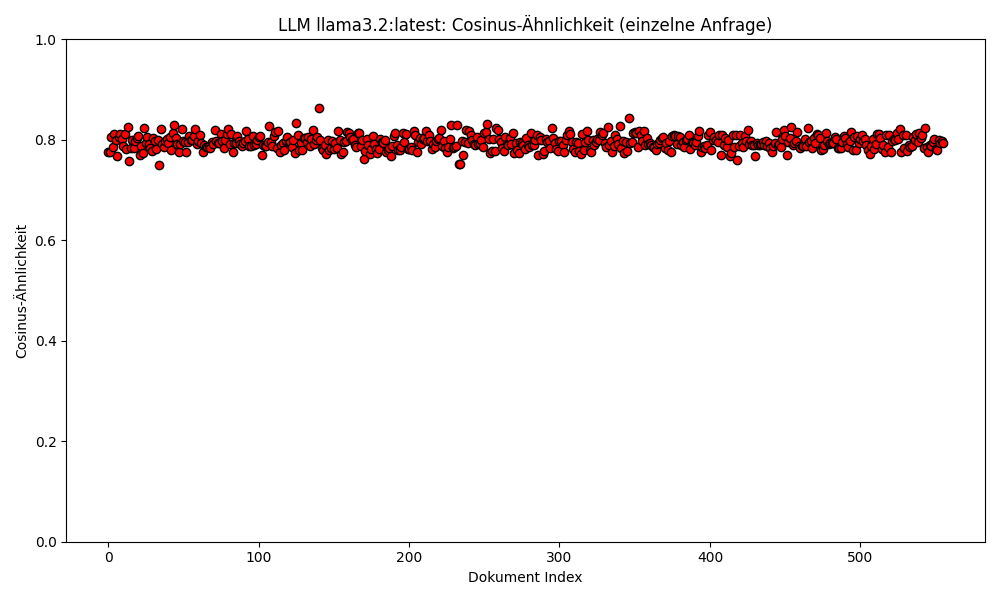 LLM llama3.2:latest: Cosinus-Ähnlichkeit (einzelne Anfrage)
1.0
0.8
0.6
0.4
0.2
0.0
Cosinus-Ähnlichkeit
0 100 200 300 400 500
Dokument Index